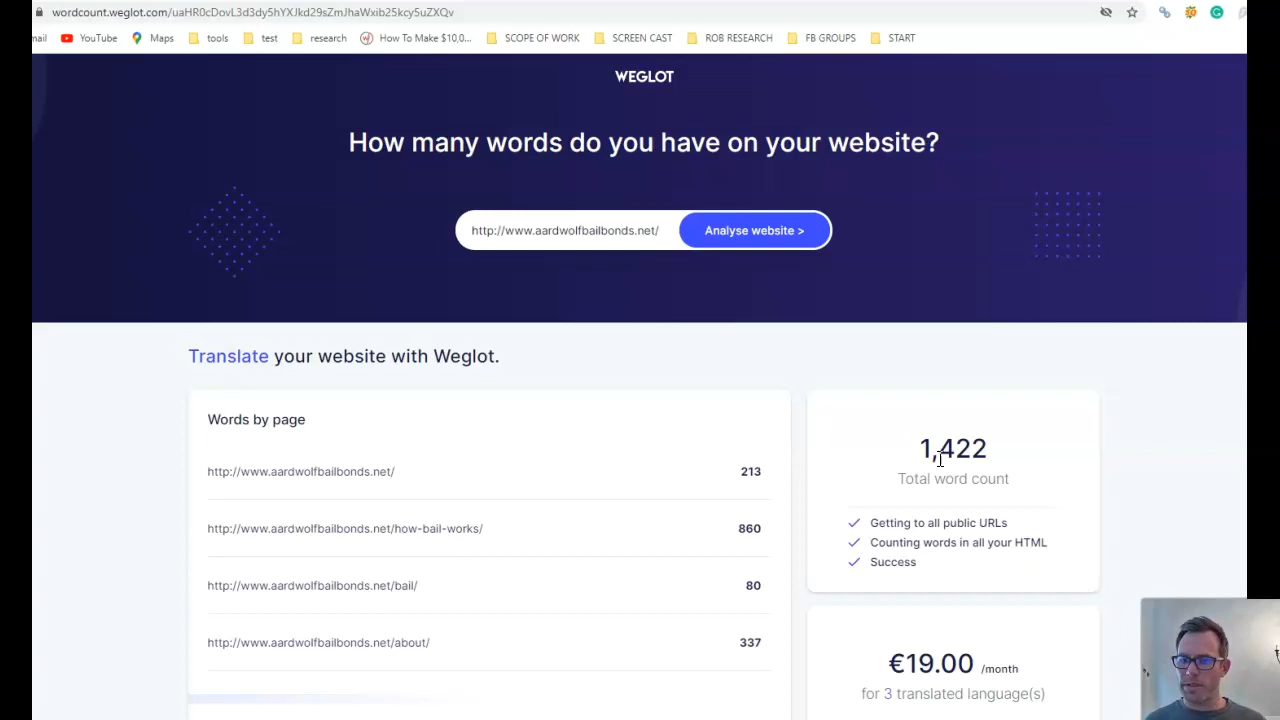 wordcount.weglot.com/uaHR0cDovL3d3dy5hYXJkd29sZmJhaWxib25kcy5uZXQv
mail YouTube Maps tools test research How To Make $10,0... SCOPE OF WORK SCREEN CAST ROB RESEARCH FB GROUPS START
WEGLOT
How many words do you have on your website?
http://www.aardwolfbailbonds.net/ Analyse website >
Translate your website with Weglot.
Words by page
http://www.aardwolfbailbonds.net/ 213
http://www.aardwolfbailbonds.net/how-bail-works/ 860
http://www.aardwolfbailbonds.net/bail/ 80
http://www.aardwolfbailbonds.net/about/ 337
1,422
Total word count
Getting to all public URLs
Counting words in all your HTML
Success
€19.00 /month
for 3 translated language(s)